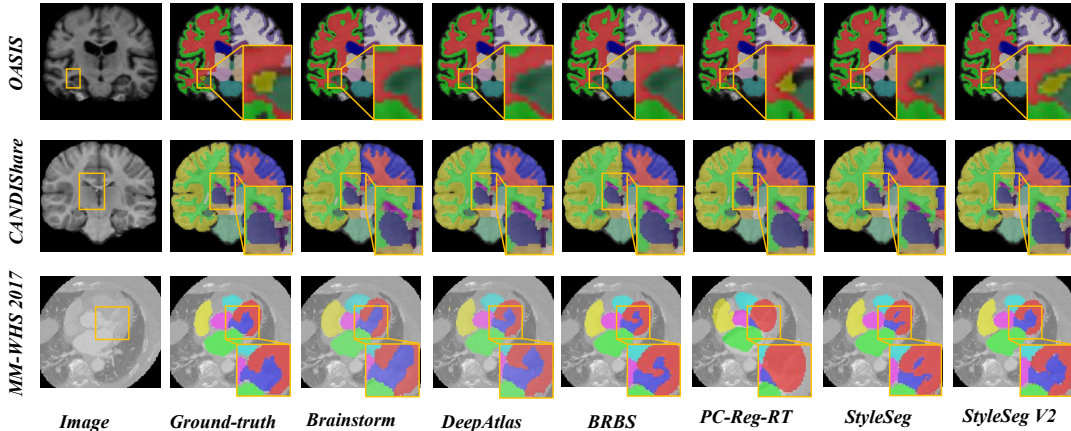 OASIS
CANDIShare
MM-WHS 2017
Image Ground-truth Brainstorm DeepAtlas BRBS PC-Reg-RT StyleSeg StyleSeg V2